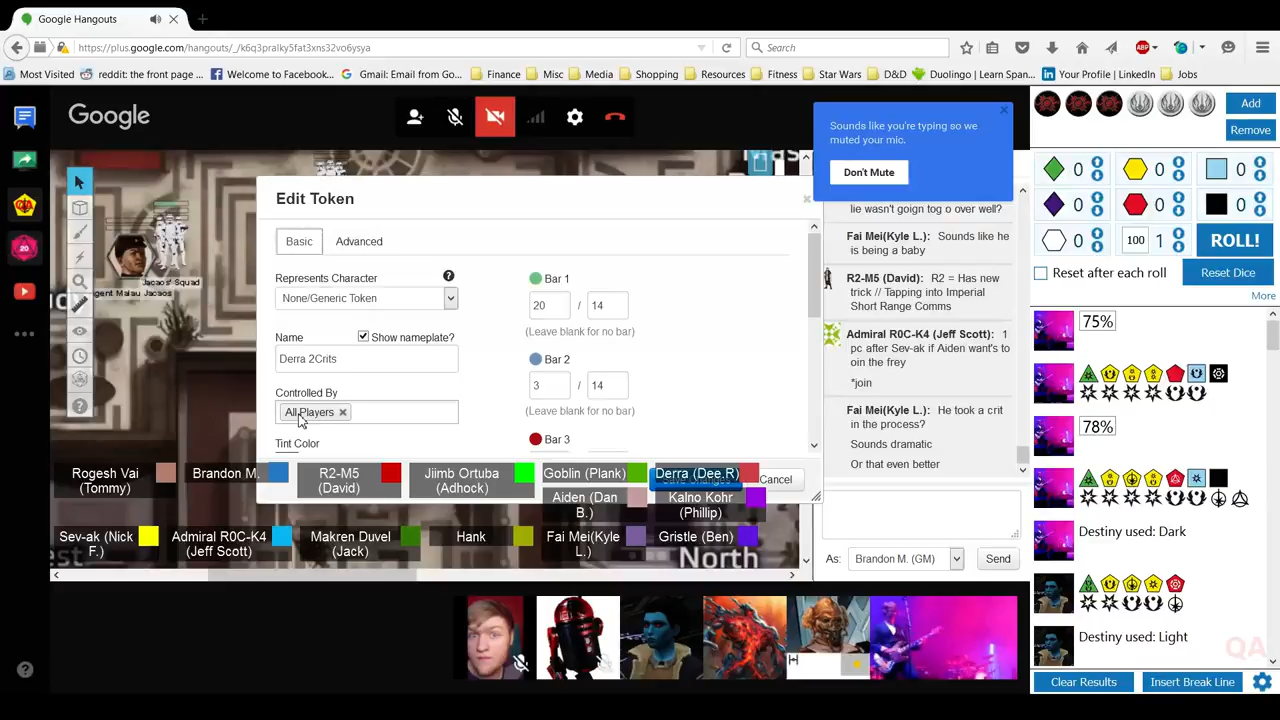 Google Hangouts
https://plus.google.com/hangouts/_/k6q3pralky5fat3xns32vo6ysya
Search
ABP
Most Visited
reddit: the front page ...
Welcome to Facebook...
Gmail: Email from Go...
Finance
Misc
Media
Shopping
Resources
Fitness
Star Wars
D&D
Duolingo | Learn Span...
Your Profile | LinkedIn
Jobs
Google
Sounds like you're typing so we
muted your mic.
Don't Mute
Add
Remove
0
0
0
0
0
0
0
100
1
ROLL!
Reset after each roll
Reset Dice
More
20
Jacaos' Squad
gent Malau Jacaos
Edit Token
Basic
Advanced
Represents Character
None/Generic Token
Name
Show nameplate?
Derra 2Crits
Controlled By
All Players
Tint Color
Bar 1
20 / 14
(Leave blank for no bar)
Bar 2
3 / 14
(Leave blank for no bar)
Bar 3
Cancel
lie wasn't goign tog o over well?
Fai Mei(Kyle L.): Sounds like he
is being a baby
R2-M5 (David): R2 = Has new
trick // Tapping into Imperial
Short Range Comms
Admiral R0C-K4 (Jeff Scott): 1
pc after Sev-ak if Aiden want's to
oin the frey
*join
Fai Mei(Kyle L.): He took a crit
in the process?
Sounds dramatic
Or that even better
As:
Brandon M. (GM)
Send
Rogesh Vai
(Tommy)
Brandon M.
R2-M5
(David)
Jiimb Ortuba
(Adhock)
Goblin (Plank)
Derra (Dee.R)
Aiden (Dan
B.)
Kalno Kohr
(Phillip)
Sev-ak (Nick
F.)
Admiral R0C-K4
(Jeff Scott)
Makren Duvel
(Jack)
Hank
Fai Mei(Kyle
L.)
Gristle (Ben)
North
75%
78%
Destiny used: Dark
Destiny used: Light
QA
Clear Results
Insert Break Line